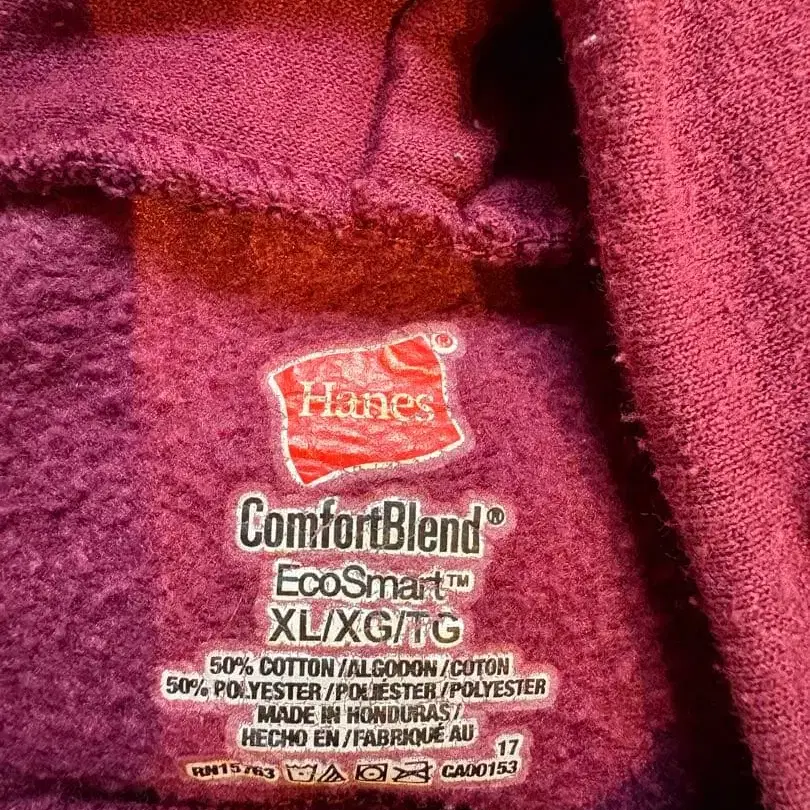 Hanes®
ComfortBlend®
EcoSmart™
XL/XG/TG
50% COTTON/ALGODON/COTON
50% POLYESTER/POLIÉSTER/POLYESTER
MADE IN HONDURAS/
HECHO EN/FABRIQUÉ AU
17
RN15763 CA00153